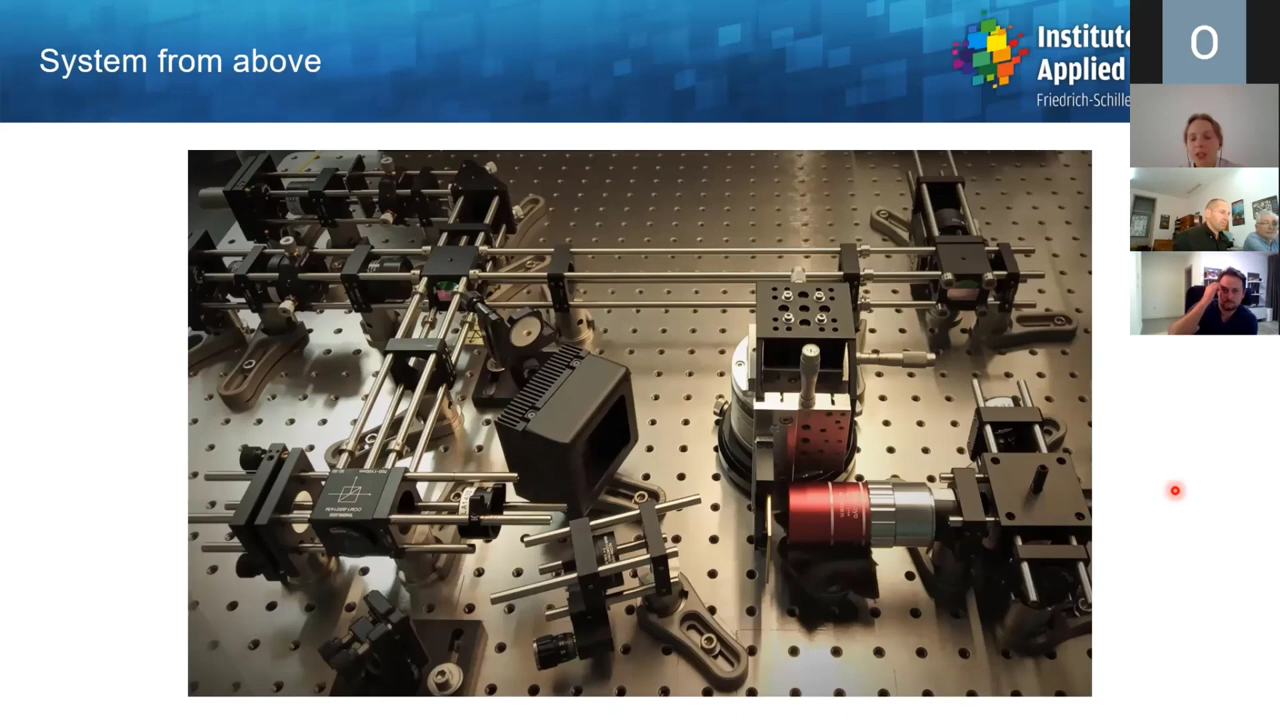 System from above
Institute
Applied
Friedrich-Schille
O